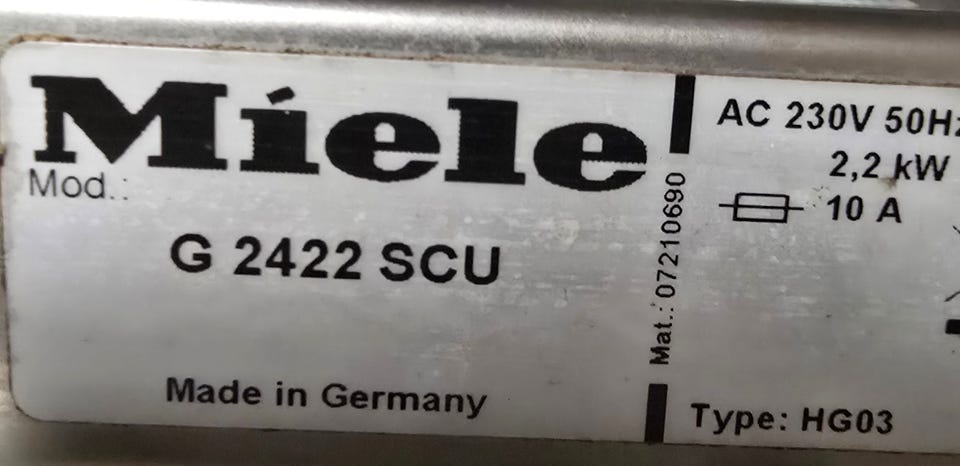 Miele
Mod.:
G 2422 SCU
Made in Germany
Mat.: 07210690
AC 230V 50Hz
2,2 kW
10 A
Type: HG03